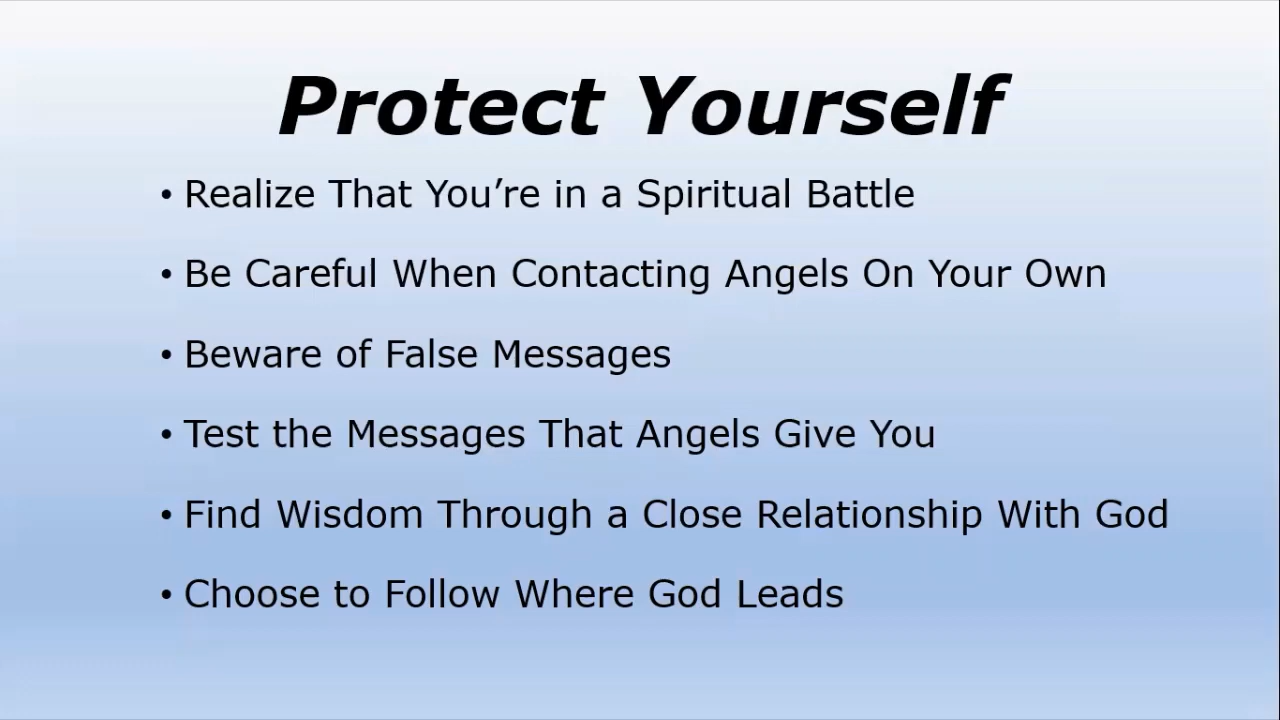 Protect Yourself
• Realize That You’re in a Spiritual Battle
• Be Careful When Contacting Angels On Your Own
• Beware of False Messages
• Test the Messages That Angels Give You
• Find Wisdom Through a Close Relationship With God
• Choose to Follow Where God Leads